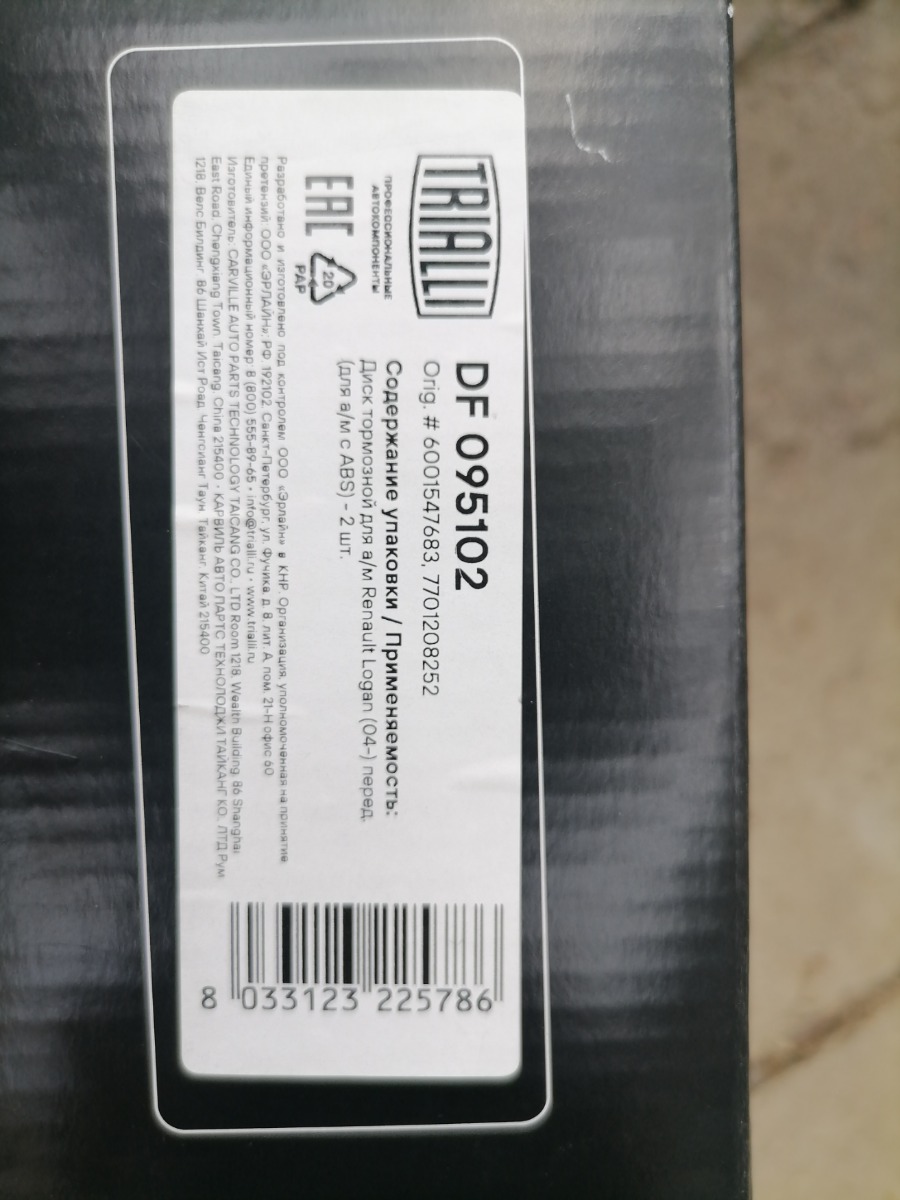 TRIALLI
ПРОФЕССИОНАЛЬНЫЕ
АВТОКОМПОНЕНТЫ
EAC
20
PAP
DF 095102
Orig. # 6001547683, 7701208252
Содержание упаковки / Применяемость:
Диск тормозной для а/м Renault Logan (04-) перед.
(для а/м с ABS) - 2 шт.
Разработано и изготовлено под контролем ООО «Эрлайн» в КНР. Организация, уполномоченная на принятие
претензий: ООО «ЭРЛАЙН»; РФ, 192102, Санкт-Петербург, ул. Фучика, д. 8, лит. А, пом. 21-Н офис 60
Единый информационный номер: 8 (800) 555-89-65 • info@trialli.ru • www.trialli.ru
Изготовитель: CARVILLE AUTO PARTS TECHNOLOGY TAICANG CO., LTD Room 1218, Wealth Building, 86 Shanghai
East Road, Chengxiang Town, Taicang, China 215400 • КАРВИЛЬ АВТО ПАРТС ТЕХНОЛОДЖИ ТАЙКАНГ КО., ЛТД Рум
1218, Велс Билдинг, 86 Шанхай Ист Роад, Ченгсианг Таун, Тайканг, Китай 215400
8 033123 225786